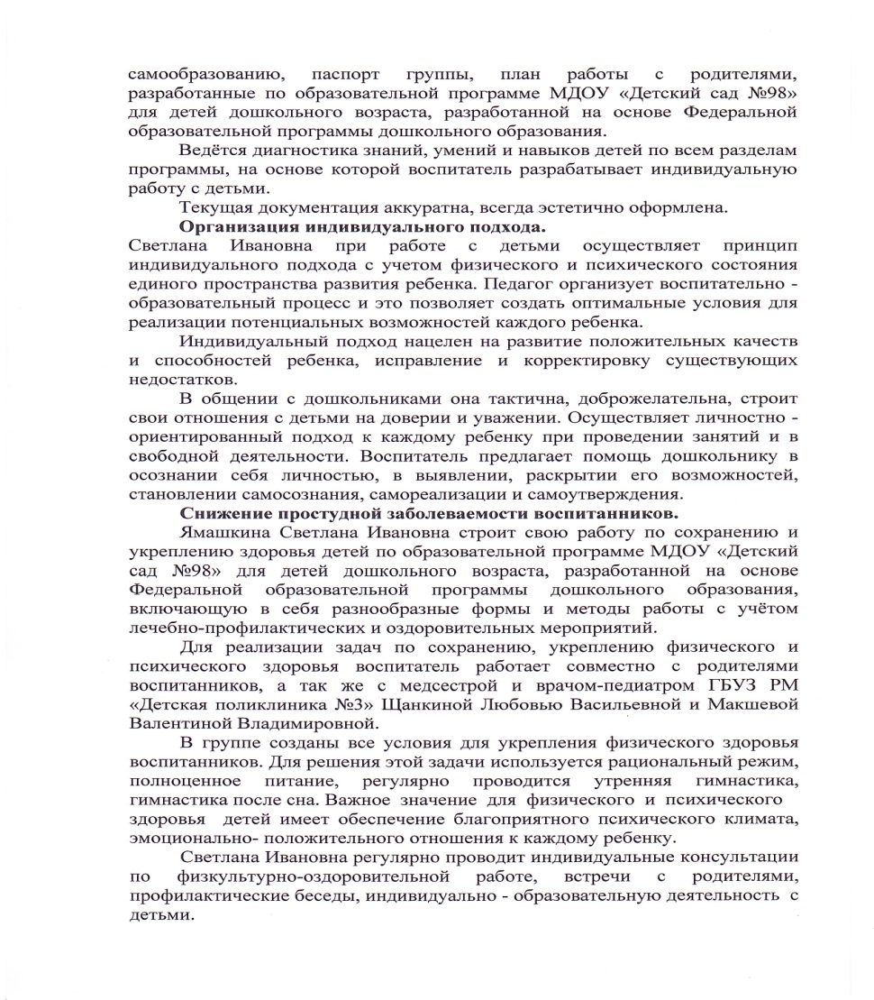 самообразованию, паспорт группы, план работы с родителями,
разработанные по образовательной программе МДОУ «Детский сад №98»
для детей дошкольного возраста, разработанной на основе Федеральной
образовательной программы дошкольного образования.
Ведётся диагностика знаний, умений и навыков детей по всем разделам
программы, на основе которой воспитатель разрабатывает индивидуальную
работу с детьми.
Текущая документация аккуратна, всегда эстетично оформлена.
Организация индивидуального подхода.
Светлана Ивановна при работе с детьми осуществляет принцип
индивидуального подхода с учетом физического и психического состояния
единого пространства развития ребенка. Педагог организует воспитательно -
образовательный процесс и это позволяет создать оптимальные условия для
реализации потенциальных возможностей каждого ребенка.
Индивидуальный подход нацелен на развитие положительных качеств
и способностей ребенка, исправление и корректировку существующих
недостатков.
В общении с дошкольниками она тактична, доброжелательна, строит
свои отношения с детьми на доверии и уважении. Осуществляет личностно -
ориентированный подход к каждому ребенку при проведении занятий и в
свободной деятельности. Воспитатель предлагает помощь дошкольнику в
осознании себя личностью, в выявлении, раскрытии его возможностей,
становлении самосознания, самореализации и самоутверждения.
Снижение простудной заболеваемости воспитанников.
Ямашкина Светлана Ивановна строит свою работу по сохранению и
укреплению здоровья детей по образовательной программе МДОУ «Детский
сад №98» для детей дошкольного возраста, разработанной на основе
Федеральной образовательной программы дошкольного образования,
включающую в себя разнообразные формы и методы работы с учётом
лечебно-профилактических и оздоровительных мероприятий.
Для реализации задач по сохранению, укреплению физического и
психического здоровья воспитатель работает совместно с родителями
воспитанников, а так же с медсестрой и врачом-педиатром ГБУЗ РМ
«Детская поликлиника №3» Щанкиной Любовью Васильевной и Макшевой
Валентиной Владимировной.
В группе созданы все условия для укрепления физического здоровья
воспитанников. Для решения этой задачи используется рациональный режим,
полноценное питание, регулярно проводится утренняя гимнастика,
гимнастика после сна. Важное значение для физического и психического
здоровья детей имеет обеспечение благоприятного психического климата,
эмоционально- положительного отношения к каждому ребенку.
Светлана Ивановна регулярно проводит индивидуальные консультации
по физкультурно-оздоровительной работе, встречи с родителями,
профилактические беседы, индивидуально - образовательную деятельность с
детьми.